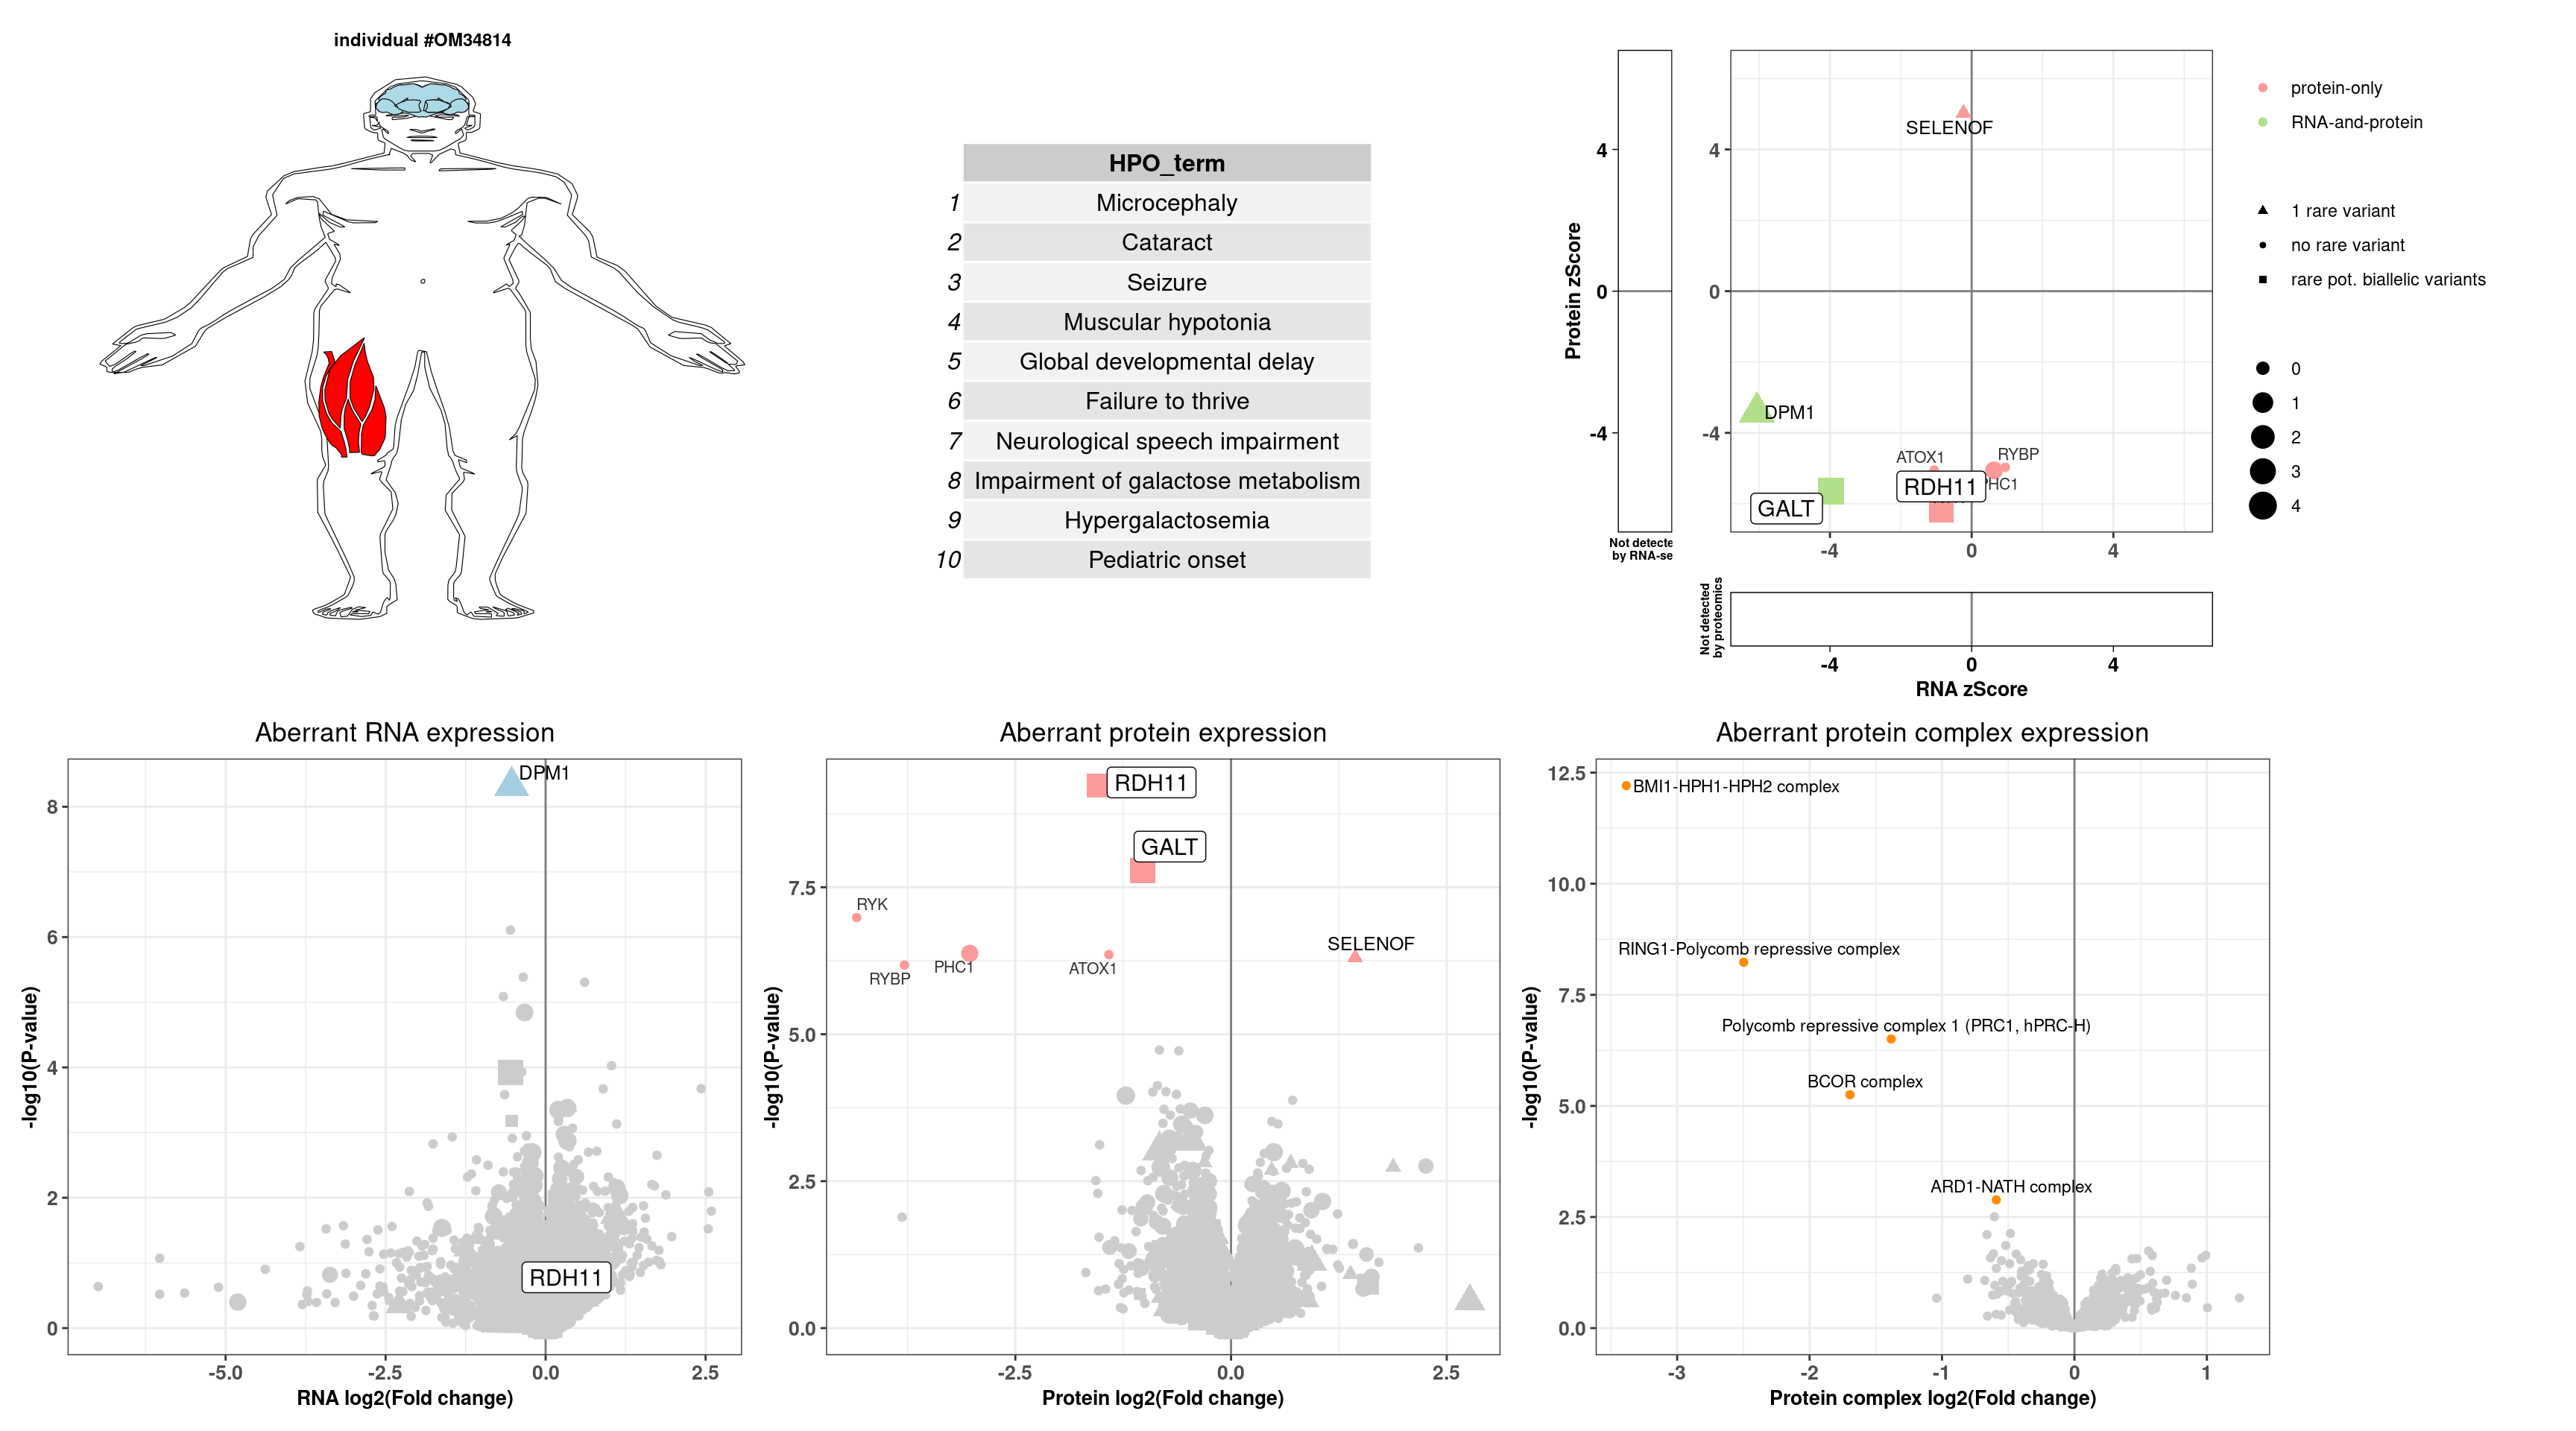 individual #OM34814
HPO_term
1 Microcephaly
2 Cataract
3 Seizure
4 Muscular hypotonia
5 Global developmental delay
6 Failure to thrive
7 Neurological speech impairment
8 Impairment of galactose metabolism
9 Hypergalactosemia
10 Pediatric onset
Protein zScore
4
0
-4
Not detecte
by RNA-se
4
0
-4
SELENOF
DPM1
ATOX1
RYBP
RDH11
HC1
GALT
-4 0 4
Not detected
by proteomics
-4 0 4
RNA zScore
protein-only
RNA-and-protein
1 rare variant
no rare variant
rare pot. biallelic variants
0
1
2
3
4
Aberrant RNA expression
-log10(P-value)
8
6
4
2
0
DPM1
RDH11
-5.0 -2.5 0.0 2.5
RNA log2(Fold change)
Aberrant protein expression
-log10(P-value)
7.5
5.0
2.5
0.0
RDH11
GALT
RYK
SELENOF
RYBP
PHC1
ATOX1
-2.5 0.0 2.5
Protein log2(Fold change)
Aberrant protein complex expression
-log10(P-value)
12.5
10.0
7.5
5.0
2.5
0.0
BMI1-HPH1-HPH2 complex
RING1-Polycomb repressive complex
Polycomb repressive complex 1 (PRC1, hPRC-H)
BCOR complex
ARD1-NATH complex
-3 -2 -1 0 1
Protein complex log2(Fold change)